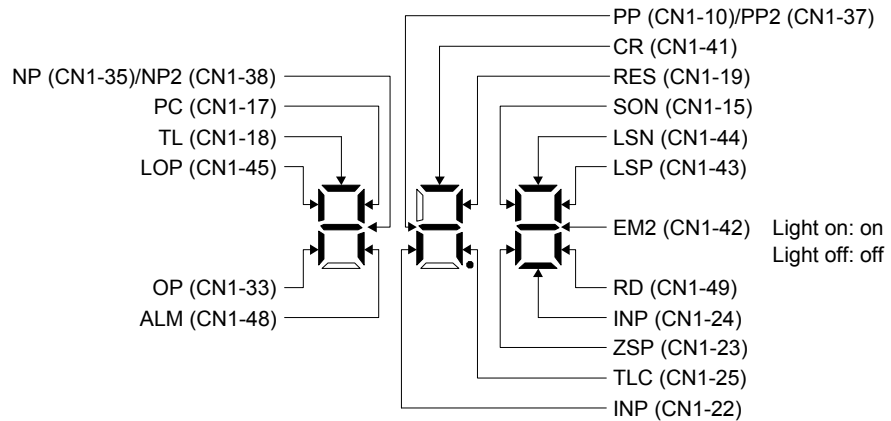 PP (CN1-10)/PP2 (CN1-37)
CR (CN1-41)
NP (CN1-35)/NP2 (CN1-38)
RES (CN1-19)
PC (CN1-17)
SON (CN1-15)
TL (CN1-18)
LSN (CN1-44)
LOP (CN1-45)
LSP (CN1-43)
EM2 (CN1-42) Light on: on
Light off: off
OP (CN1-33)
RD (CN1-49)
ALM (CN1-48)
INP (CN1-24)
ZSP (CN1-23)
TLC (CN1-25)
INP (CN1-22)